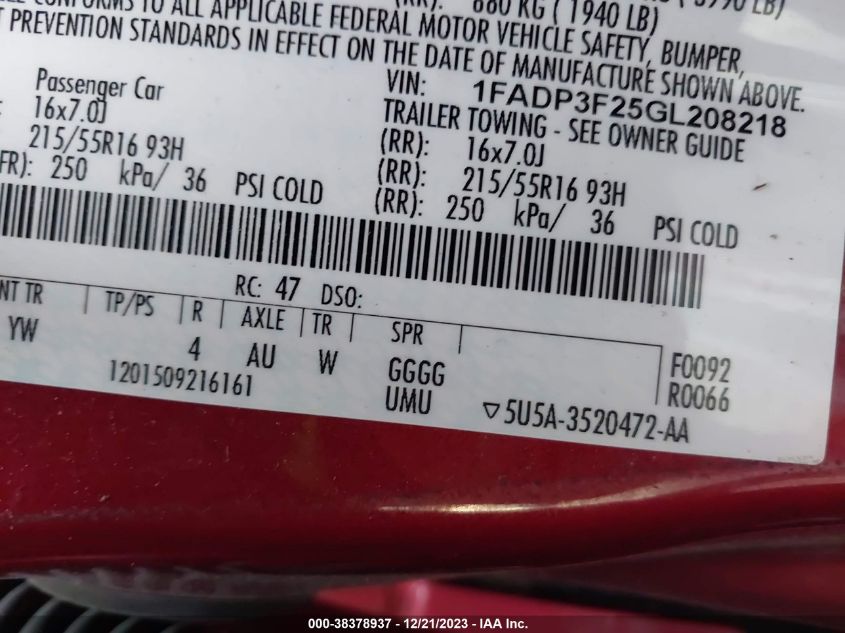 (RR): 880 KG ( 1940 LB)
CONFORMS TO ALL APPLICABLE FEDERAL MOTOR VEHICLE SAFETY, BUMPER,
PREVENTION STANDARDS IN EFFECT ON THE DATE OF MANUFACTURE SHOWN ABOVE.
VIN: 1FADP3F25GL208218
Passenger Car
TRAILER TOWING - SEE OWNER GUIDE
16x7.0J (RR): 16x7.0J
215/55R16 93H (RR): 215/55R16 93H
FR): 250 kPa/ 36 PSI COLD (RR): 250 kPa/ 36 PSI COLD
RC: 47 DSO:
NT TR TP/PS R AXLE TR SPR
YW 4 AU W GGGG F0092
1201509216161 UMU R0066
▽5U5A-3520472-AA
000-38378937 - 12/21/2023 - IAA Inc.